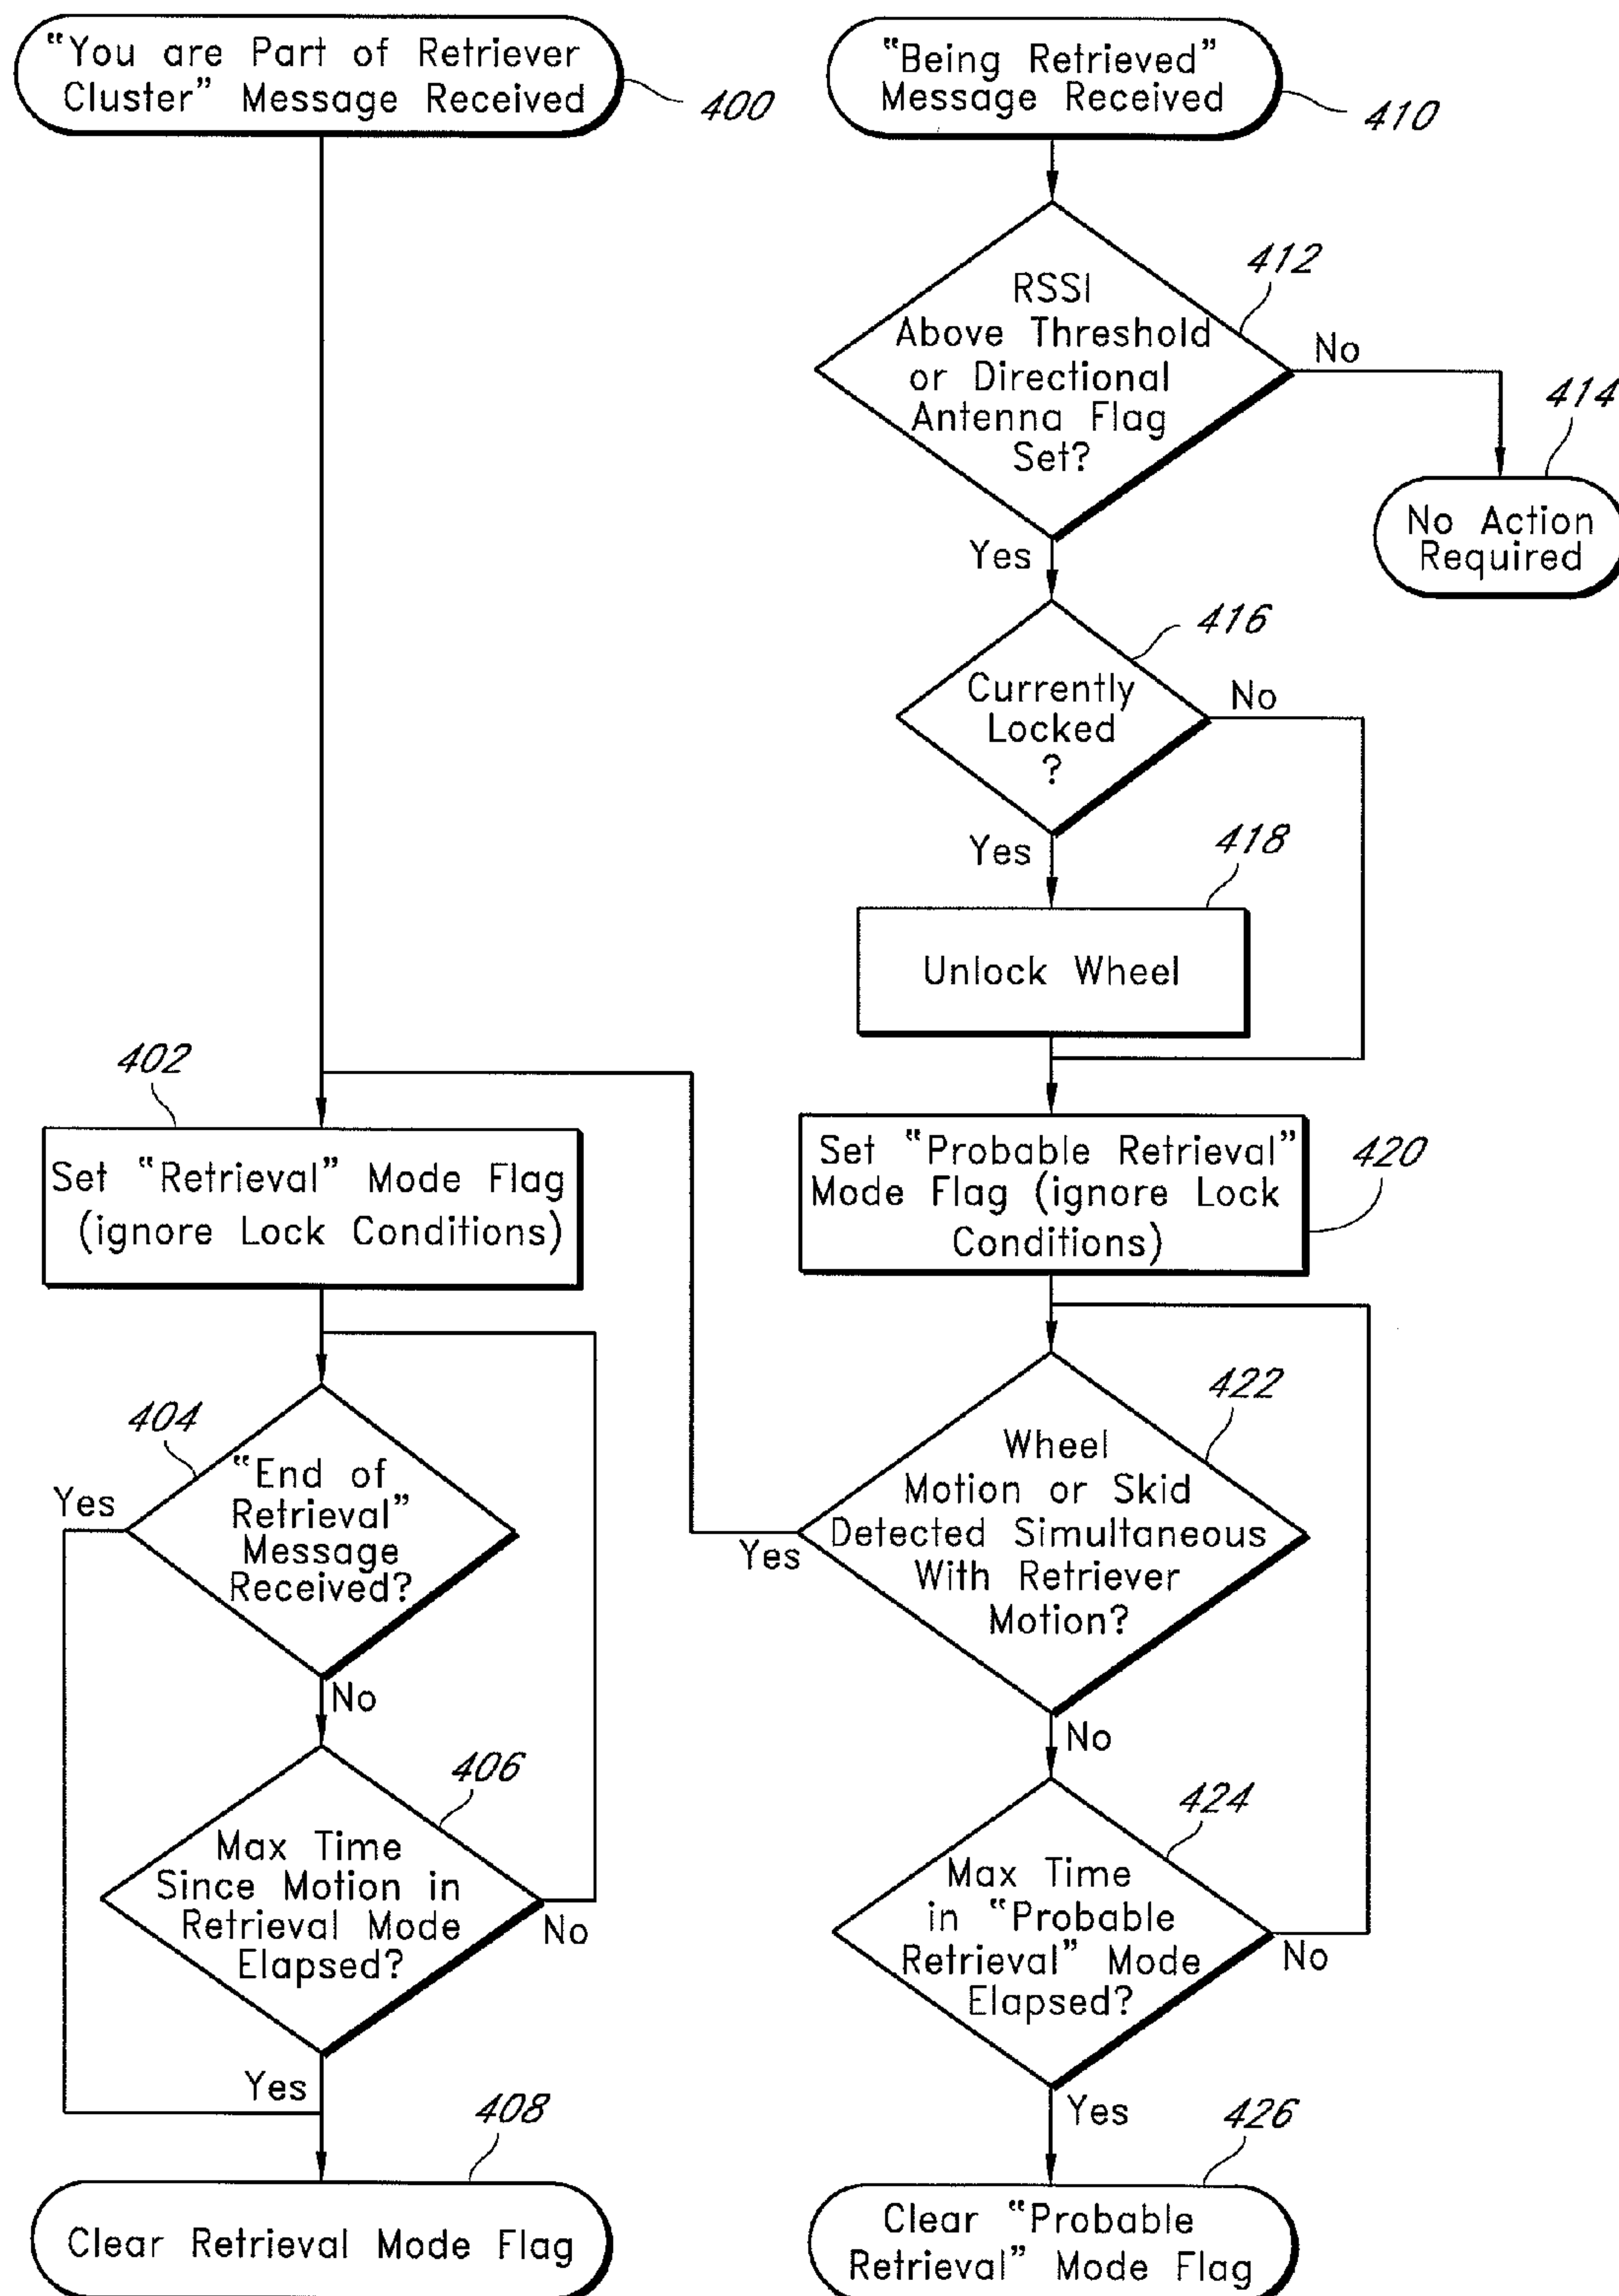 "You are Part of Retriever
Cluster" Message Received
400
"Being Retrieved"
Message Received
410
RSSI
Above Threshold
or Directional
Antenna Flag
Set?
412
No
Yes
414
No Action
Required
416
Currently
Locked
?
No
Yes
418
Unlock Wheel
402
Set "Retrieval" Mode Flag
(ignore Lock Conditions)
Set "Probable Retrieval"
Mode Flag (ignore Lock
Conditions)
420
404
"End of
Retrieval"
Message
Received?
Yes
No
422
Wheel
Motion or Skid
Detected Simultaneous
With Retriever
Motion?
Yes
No
406
Max Time
Since Motion in
Retrieval Mode
Elapsed?
No
Yes
424
Max Time
in "Probable
Retrieval" Mode
Elapsed?
No
Yes
408
Clear Retrieval Mode Flag
426
Clear "Probable
Retrieval" Mode Flag